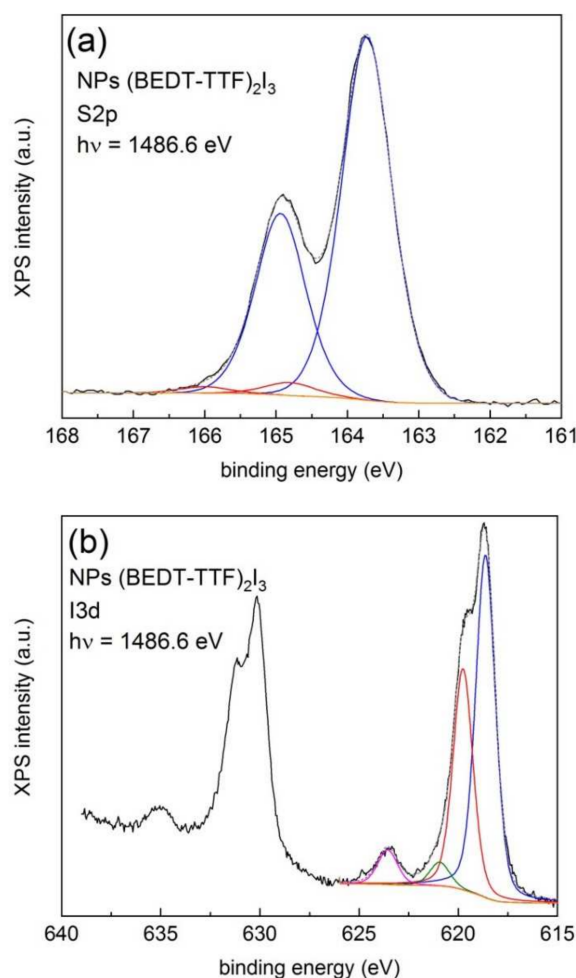 (a)
NPs (BEDT-TTF)₂I₃
S2p
hν = 1486.6 eV
XPS intensity (a.u.)
168 167 166 165 164 163 162 161
binding energy (eV)
(b)
NPs (BEDT-TTF)₂I₃
I3d
hν = 1486.6 eV
XPS intensity (a.u.)
640 635 630 625 620 615
binding energy (eV)